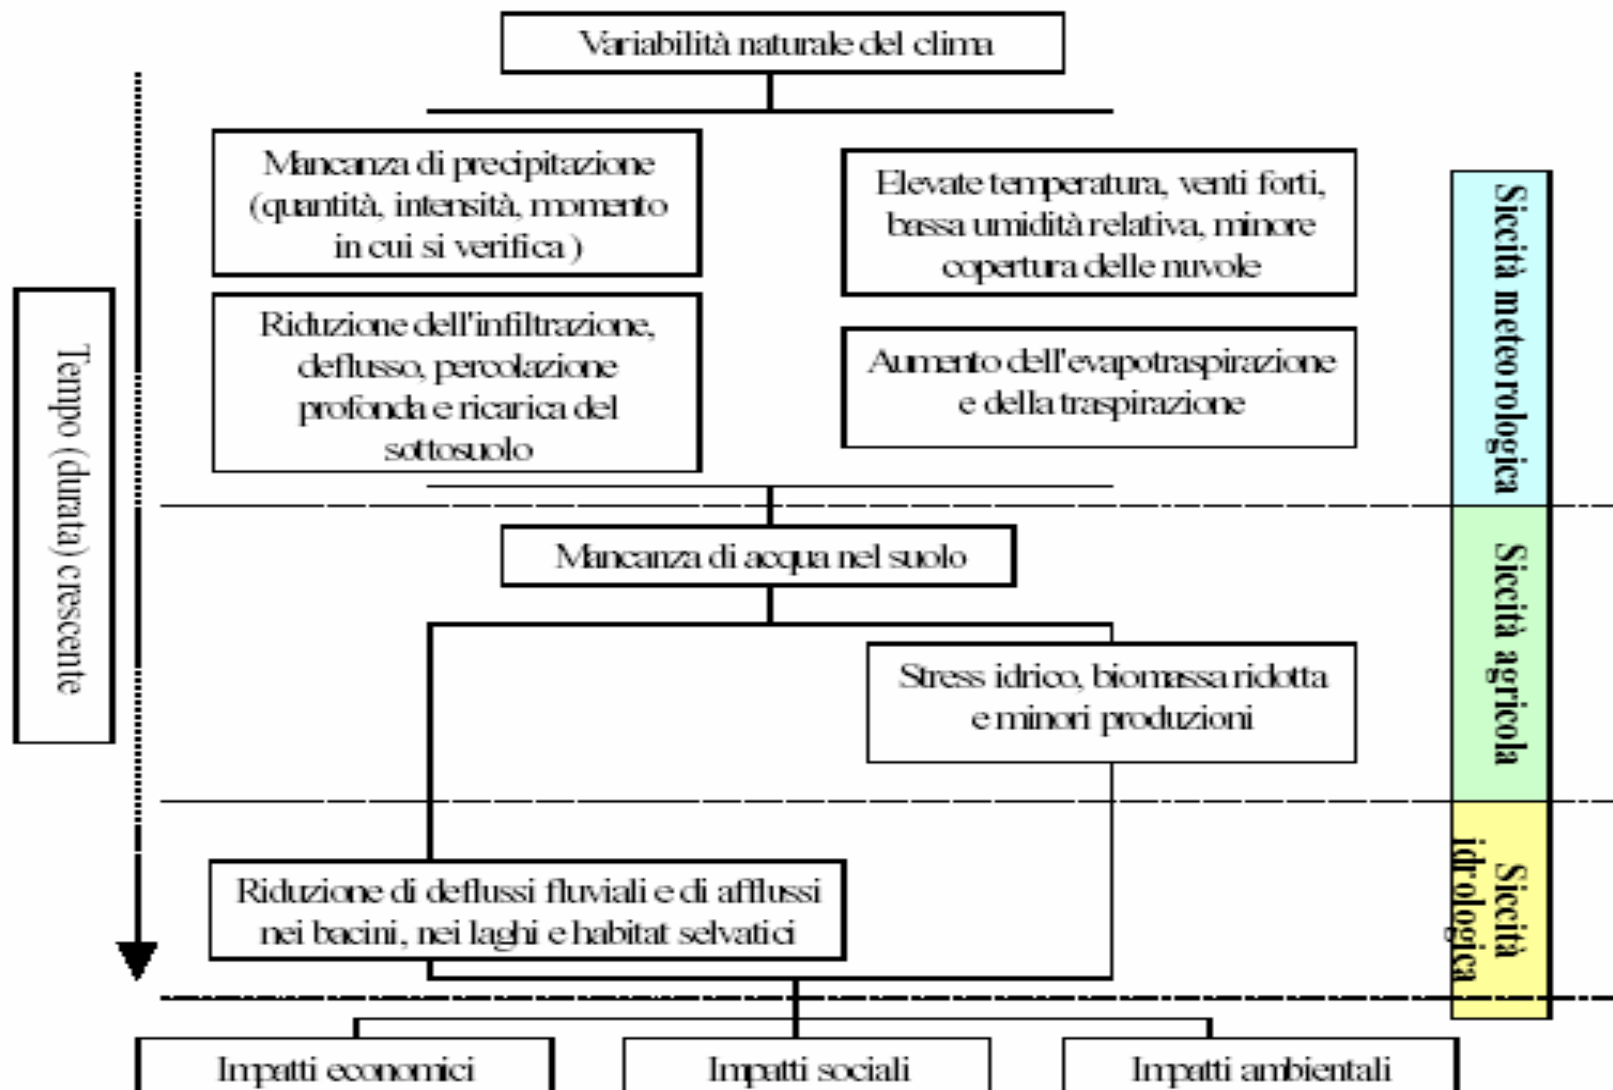 Variabilità naturale del clima
Mancanza di precipitazione
(quantità, intensità, momento
in cui si verifica )
Elevate temperatura, venti forti,
bassa umidità relativa, minore
copertura delle nuvole
Riduzione dell'infiltrazione,
deflusso, percolazione
profonda e ricarica del
sottosuolo
Aumento dell'evapotraspirazione
e della traspirazione
Siccità meteorologica
Tempo (durata) crescente
Mancanza di acqua nel suolo
Stress idrico, biomassa ridotta
e minori produzioni
Siccità agricola
Riduzione di deflussi fluviali e di afflussi
nei bacini, nei laghi e habitat selvatici
Siccità
idrologica
Impatti economici
Impatti sociali
Impatti ambientali